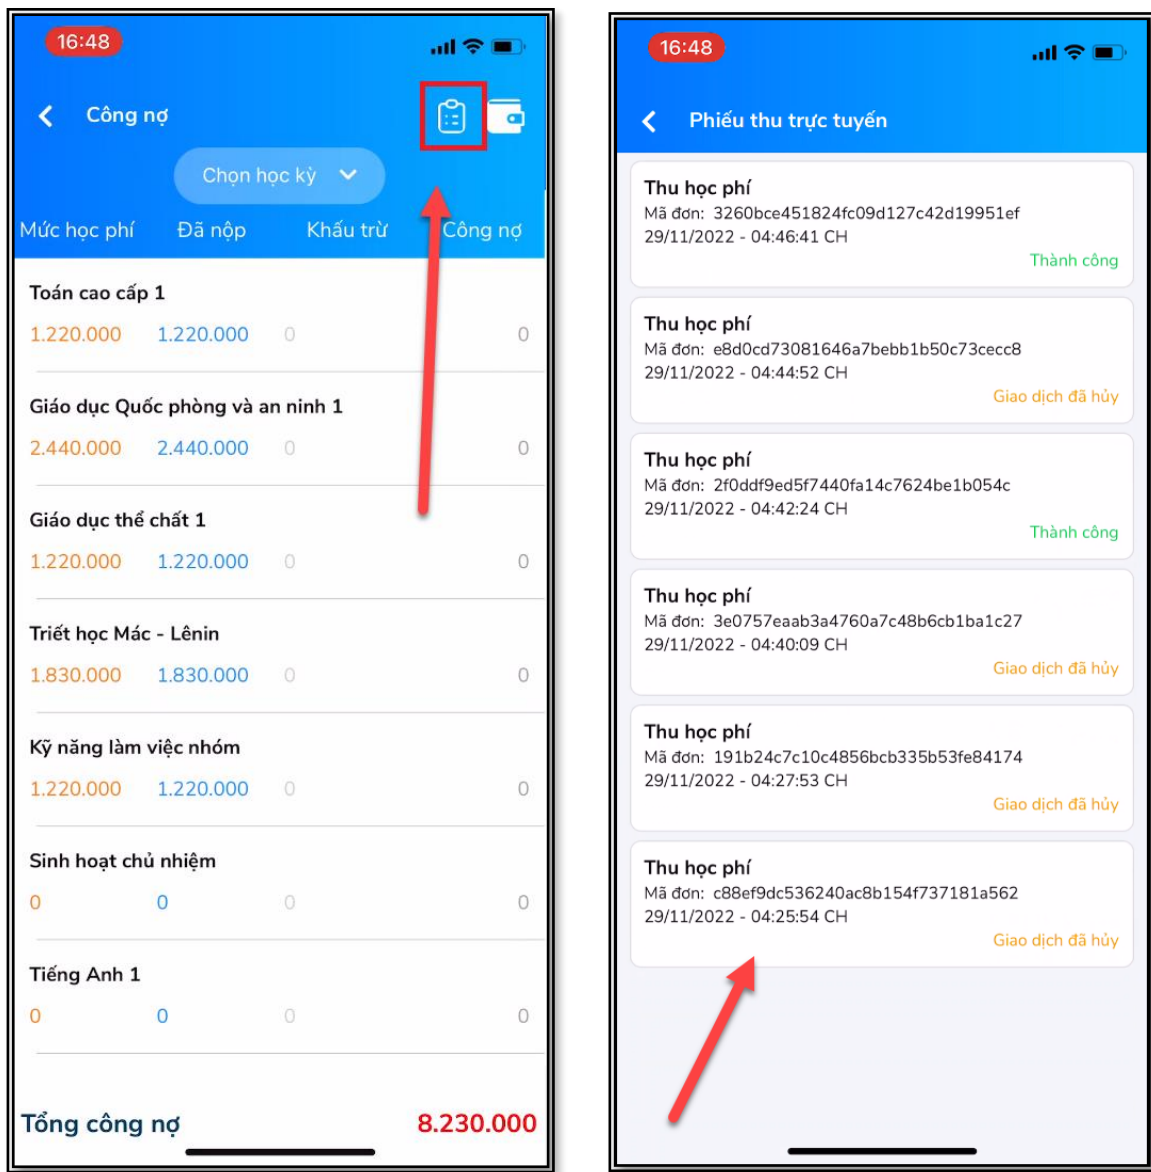 16:48
Công nợ
Chọn học kỳ
Mức học phí Đã nộp Khấu trừ Công nợ
Toán cao cấp 1
1.220.000 1.220.000 0 0
Giáo dục Quốc phòng và an ninh 1
2.440.000 2.440.000 0 0
Giáo dục thể chất 1
1.220.000 1.220.000 0 0
Triết học Mác - Lênin
1.830.000 1.830.000 0 0
Kỹ năng làm việc nhóm
1.220.000 1.220.000 0 0
Sinh hoạt chủ nhiệm
0 0 0 0
Tiếng Anh 1
0 0 0 0
Tổng công nợ 8.230.000
16:48
Phiếu thu trực tuyến
Thu học phí
Mã đơn: 3260bce451824fc09d127c42d19951ef
29/11/2022 - 04:46:41 CH
Thành công
Thu học phí
Mã đơn: e8d0cd73081646a7bebb1b50c73cecc8
29/11/2022 - 04:44:52 CH
Giao dịch đã hủy
Thu học phí
Mã đơn: 2f0ddf9ed5f7440fa14c7624be1b054c
29/11/2022 - 04:42:24 CH
Thành công
Thu học phí
Mã đơn: 3e0757eaab3a4760a7c48b6cb1ba1c27
29/11/2022 - 04:40:09 CH
Giao dịch đã hủy
Thu học phí
Mã đơn: 191b24c7c10c4856bcb335b53fe84174
29/11/2022 - 04:27:53 CH
Giao dịch đã hủy
Thu học phí
Mã đơn: c88ef9dc536240ac8b154f737181a562
29/11/2022 - 04:25:54 CH
Giao dịch đã hủy